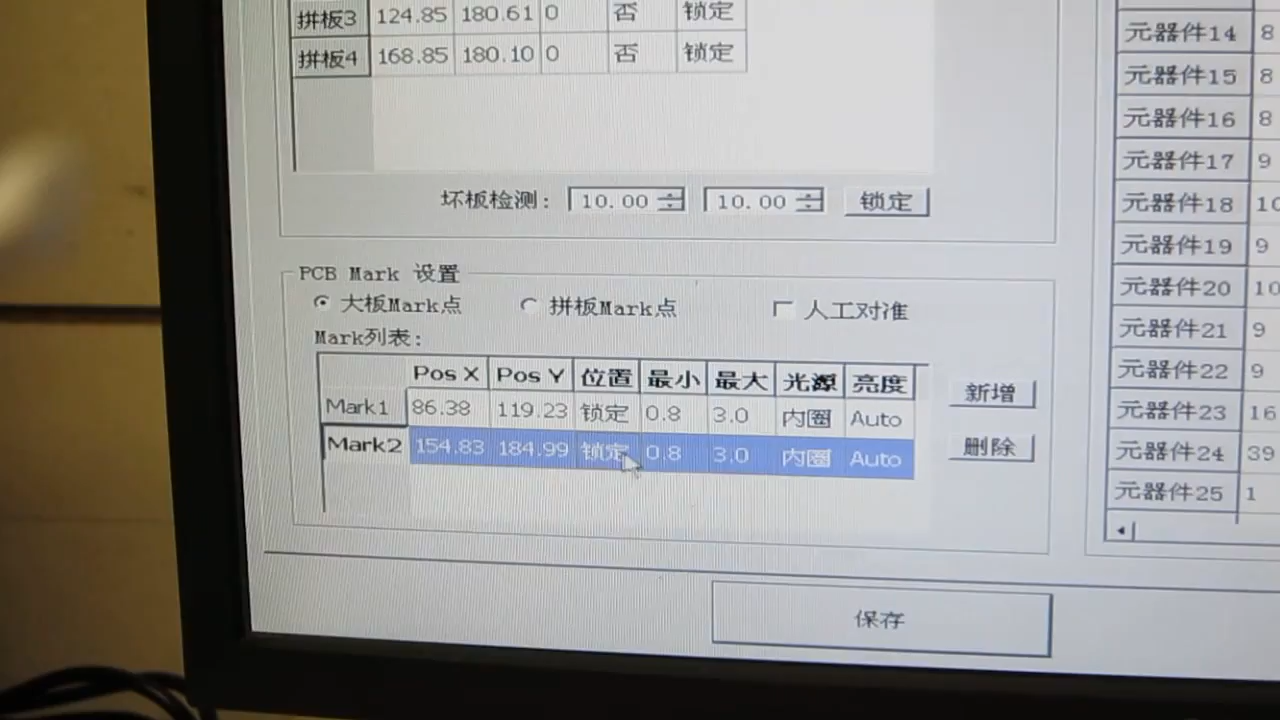 拼板3 124.85 180.61 0 否 锁定
拼板4 168.85 180.10 0 否 锁定
坏板检测: 10.00 10.00 锁定
PCB Mark 设置
大板Mark点 拼板Mark点 人工对准
Mark列表:
Pos X Pos Y 位置 最小 最大 光源 亮度
Mark1 86.38 119.23 锁定 0.8 3.0 内圈 Auto
Mark2 154.83 184.99 锁定 0.8 3.0 内圈 Auto
新增
删除
保存
元器件14 8
元器件15 8
元器件16 8
元器件17 9
元器件18 10
元器件19 9
元器件20 10
元器件21 9
元器件22 9
元器件23 16
元器件24 39
元器件25 1